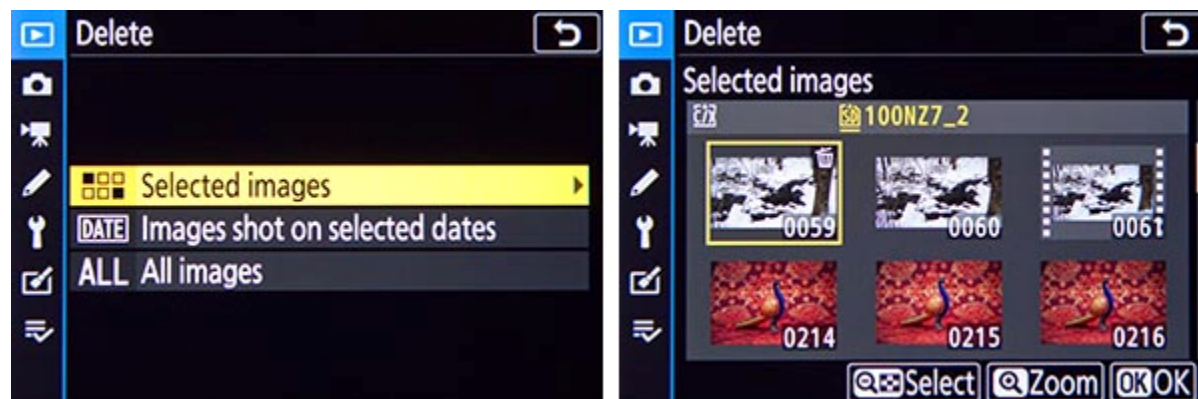 Delete
Selected images
DATE Images shot on selected dates
ALL All images
Delete
Selected images
SD 100NZ7_2
0059 0060 0061
0214 0215 0216
Select Zoom OK OK